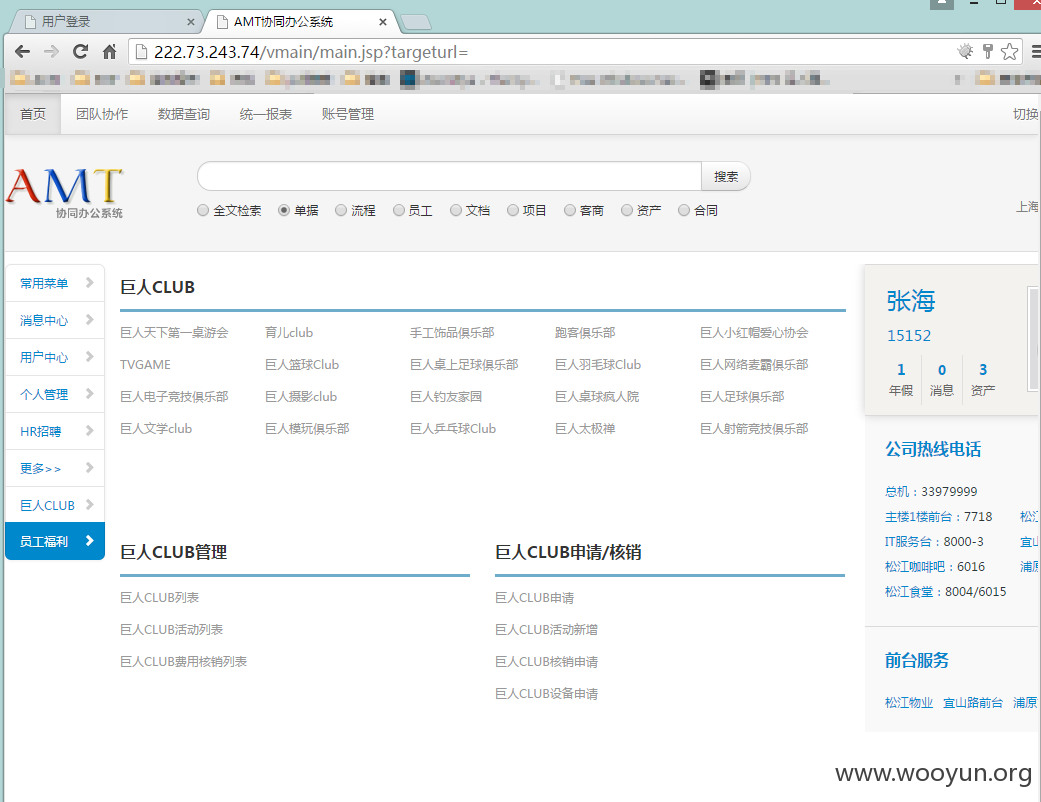 用户登录
AMT协同办公系统
222.73.243.74/vmain/main.jsp?targeturl=
首页 团队协作 数据查询 统一报表 账号管理 切换
AMT
协同办公系统
搜索
全文检索 单据 流程 员工 文档 项目 客商 资产 合同
上海
常用菜单
消息中心
用户中心
个人管理
HR招聘
更多>>
巨人CLUB
员工福利
巨人CLUB
巨人天下第一桌游会 育儿club 手工饰品俱乐部 跑客俱乐部 巨人小红帽爱心协会
TVGAME 巨人篮球Club 巨人桌上足球俱乐部 巨人羽毛球Club 巨人网络麦霸俱乐部
巨人电子竞技俱乐部 巨人摄影club 巨人钓友家园 巨人桌球疯人院 巨人足球俱乐部
巨人文学club 巨人模玩俱乐部 巨人乒乓球Club 巨人太极禅 巨人射箭竞技俱乐部
巨人CLUB管理
巨人CLUB列表
巨人CLUB活动列表
巨人CLUB费用核销列表
巨人CLUB申请/核销
巨人CLUB申请
巨人CLUB活动新增
巨人CLUB核销申请
巨人CLUB设备申请
张海
15152
1 0 3
年假 消息 资产
公司热线电话
总机：33979999
主楼1楼前台：7718 松江
IT服务台：8000-3 宜山
松江咖啡吧：6016 浦原
松江食堂：8004/6015
前台服务
松江物业 宜山路前台 浦原
www.wooyun.org